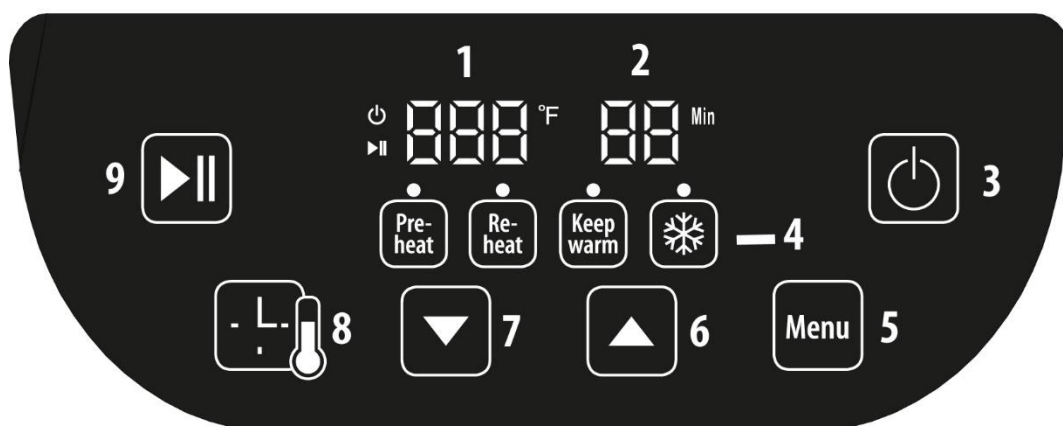 1 2
888 °F 88 Min
9 3
Pre-
heat
Re-
heat
Keep
warm
4
8 7 6 Menu 5